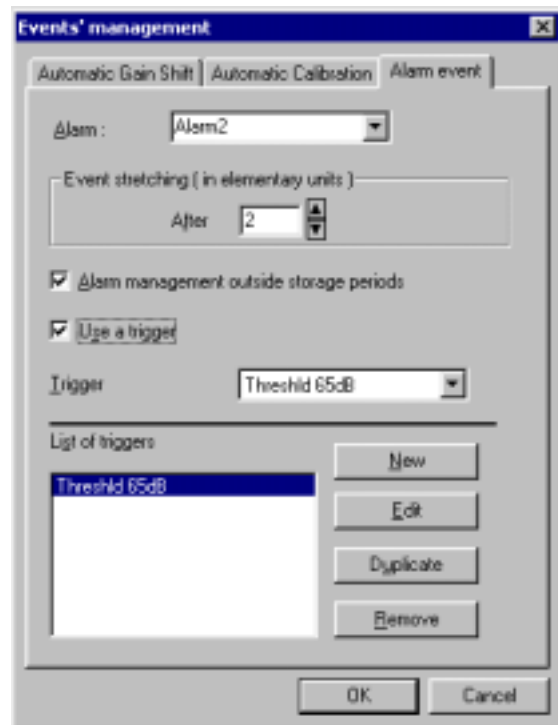 Events' management
Automatic Gain Shift Automatic Calibration Alarm event
Alarm : Alarm2
Event stretching ( in elementary units )
After 2
Alarm management outside storage periods
Use a trigger
Trigger Threshld 65dB
List of triggers
Threshld 65dB
New
Edit
Duplicate
Remove
OK Cancel